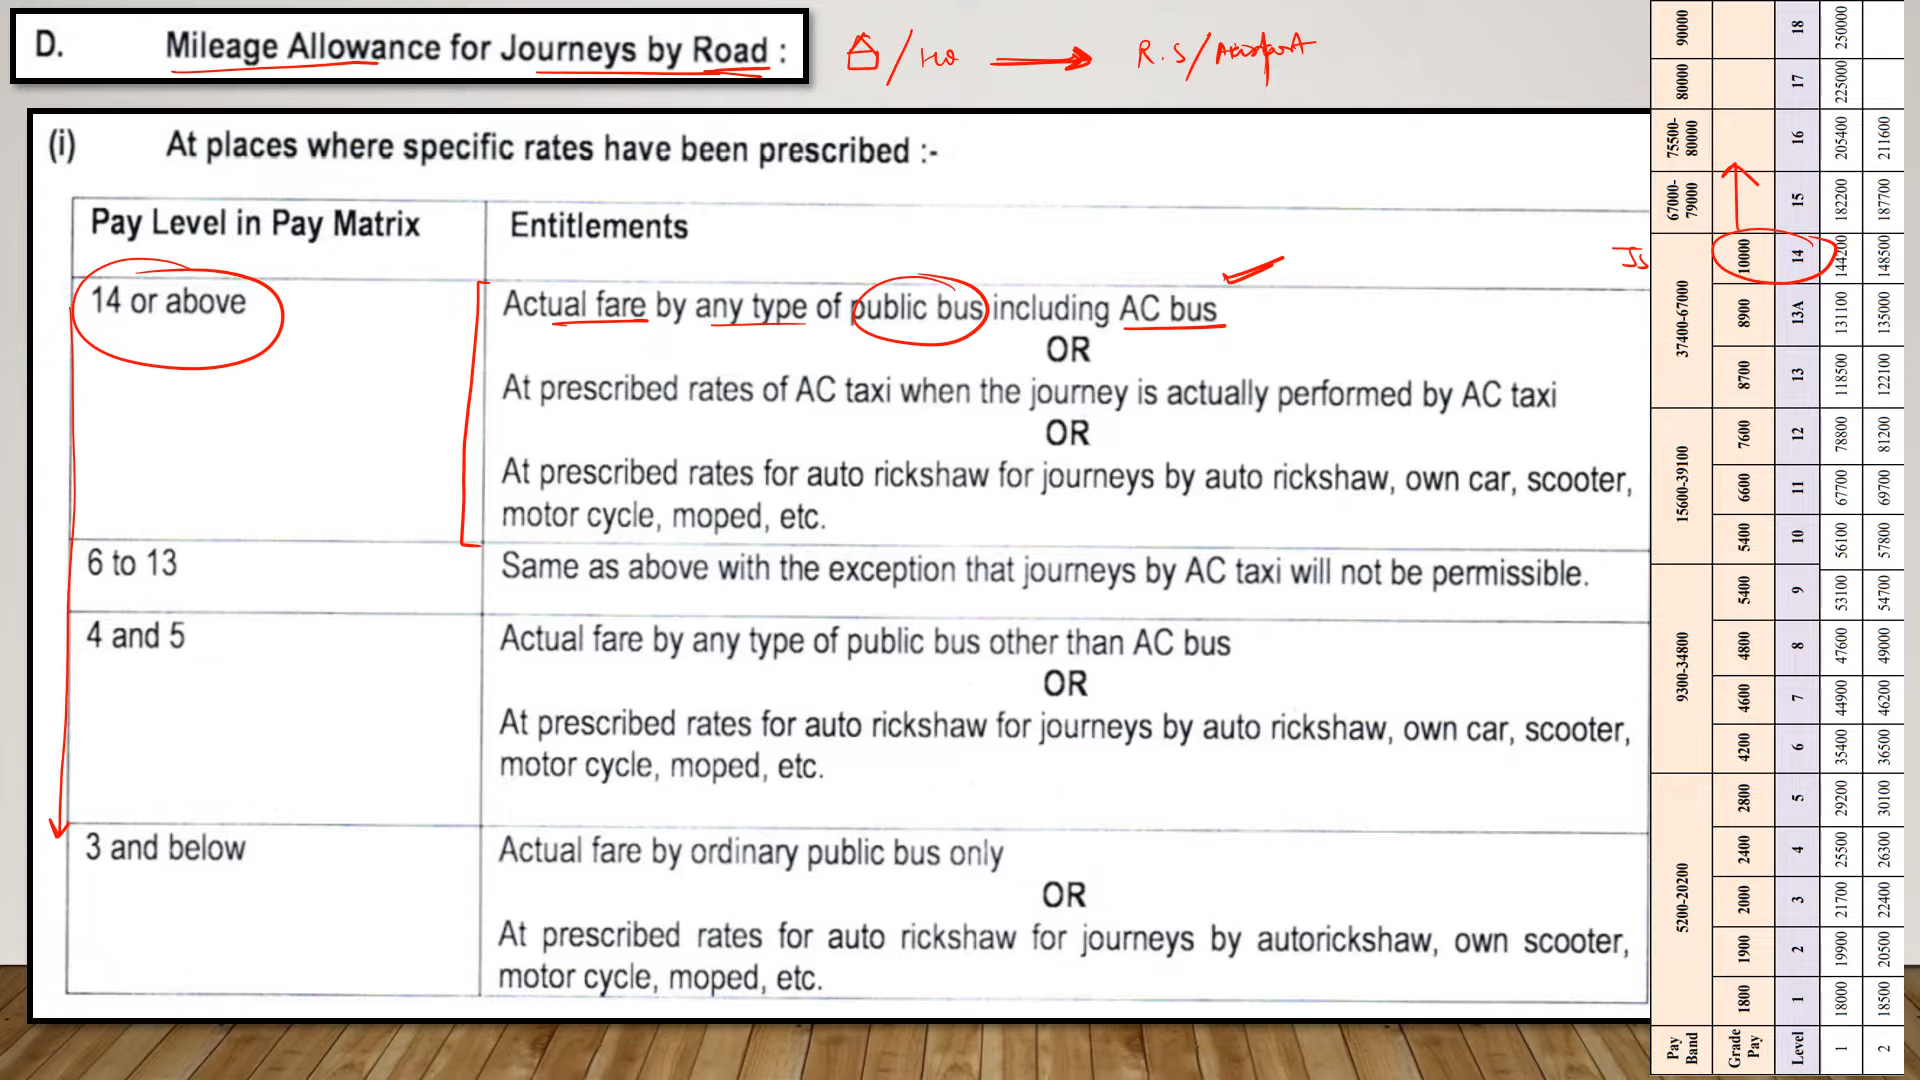 D. Mileage Allowance for Journeys by Road :
/ HQ R.S/Airport
(i) At places where specific rates have been prescribed :-
Pay Level in Pay Matrix Entitlements
14 or above
Actual fare by any type of public bus including AC bus
OR
At prescribed rates of AC taxi when the journey is actually performed by AC taxi
OR
At prescribed rates for auto rickshaw for journeys by auto rickshaw, own car, scooter,
motor cycle, moped, etc.
6 to 13
Same as above with the exception that journeys by AC taxi will not be permissible.
4 and 5
Actual fare by any type of public bus other than AC bus
OR
At prescribed rates for auto rickshaw for journeys by auto rickshaw, own car, scooter,
motor cycle, moped, etc.
3 and below
Actual fare by ordinary public bus only
OR
At prescribed rates for auto rickshaw for journeys by autorickshaw, own scooter,
motor cycle, moped, etc.
JS
Pay Band 5200-20200 9300-34800 15600-39100 37400-67000 67000-79000 75500-80000 80000 90000
Grade Pay 1800 1900 2000 2400 2800 4200 4600 4800 5400 5400 6600 7600 8700 8900 10000
Level 1 2 3 4 5 6 7 8 9 10 11 12 13 13A 14 15 16 17 18
1 18000 19900 21700 25500 29200 35400 44900 47600 53100 56100 67700 78800 118500 131100 144200 182200 205400 225000 250000
2 18500 20500 22400 26300 30100 36500 46200 49000 54700 57800 69700 81200 122100 135000 148500 187700 211600